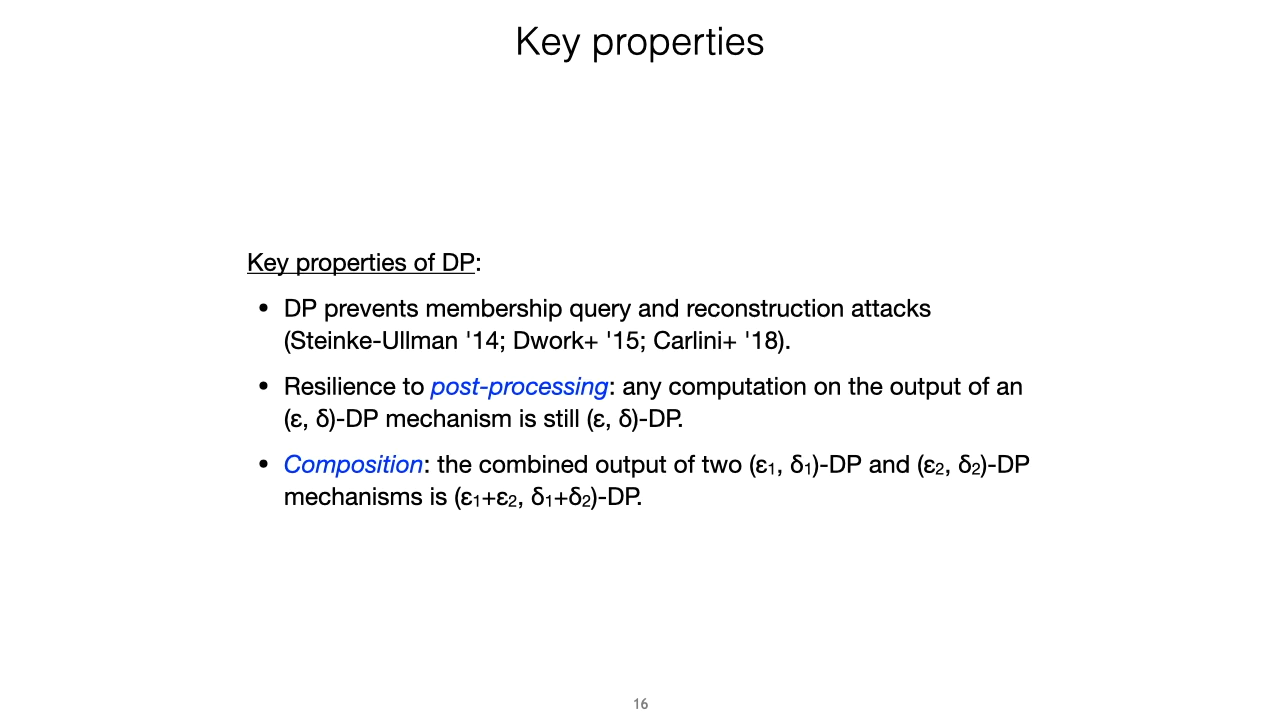 Key properties
Key properties of DP:
• DP prevents membership query and reconstruction attacks
(Steinke-Ullman '14; Dwork+ '15; Carlini+ '18).
• Resilience to post-processing: any computation on the output of an
(ε, δ)-DP mechanism is still (ε, δ)-DP.
• Composition: the combined output of two (ε₁, δ₁)-DP and (ε₂, δ₂)-DP
mechanisms is (ε₁+ε₂, δ₁+δ₂)-DP.
16